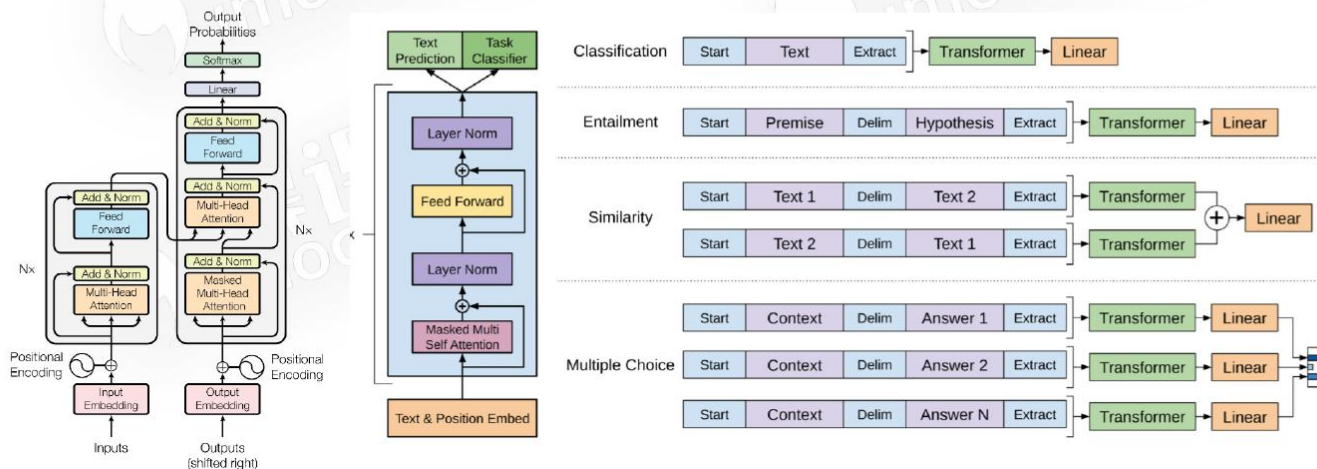 Output
Probabilities
Softmax
Linear
Add & Norm
Feed
Forward
Add & Norm
Multi-Head
Attention
Add & Norm
Masked
Multi-Head
Attention
Nx
Positional
Encoding
Output
Embedding
Outputs
(shifted right)
Add & Norm
Feed
Forward
Add & Norm
Multi-Head
Attention
Nx
Positional
Encoding
Input
Embedding
Inputs
Text
Prediction
Task
Classifier
Layer Norm
Feed Forward
Layer Norm
Masked Multi
Self Attention
Text & Position Embed
Classification Start Text Extract Transformer Linear
Entailment Start Premise Delim Hypothesis Extract Transformer Linear
Similarity
Start Text 1 Delim Text 2 Extract Transformer
Start Text 2 Delim Text 1 Extract Transformer
+ Linear
Multiple Choice
Start Context Delim Answer 1 Extract Transformer Linear
Start Context Delim Answer 2 Extract Transformer Linear
Start Context Delim Answer N Extract Transformer Linear